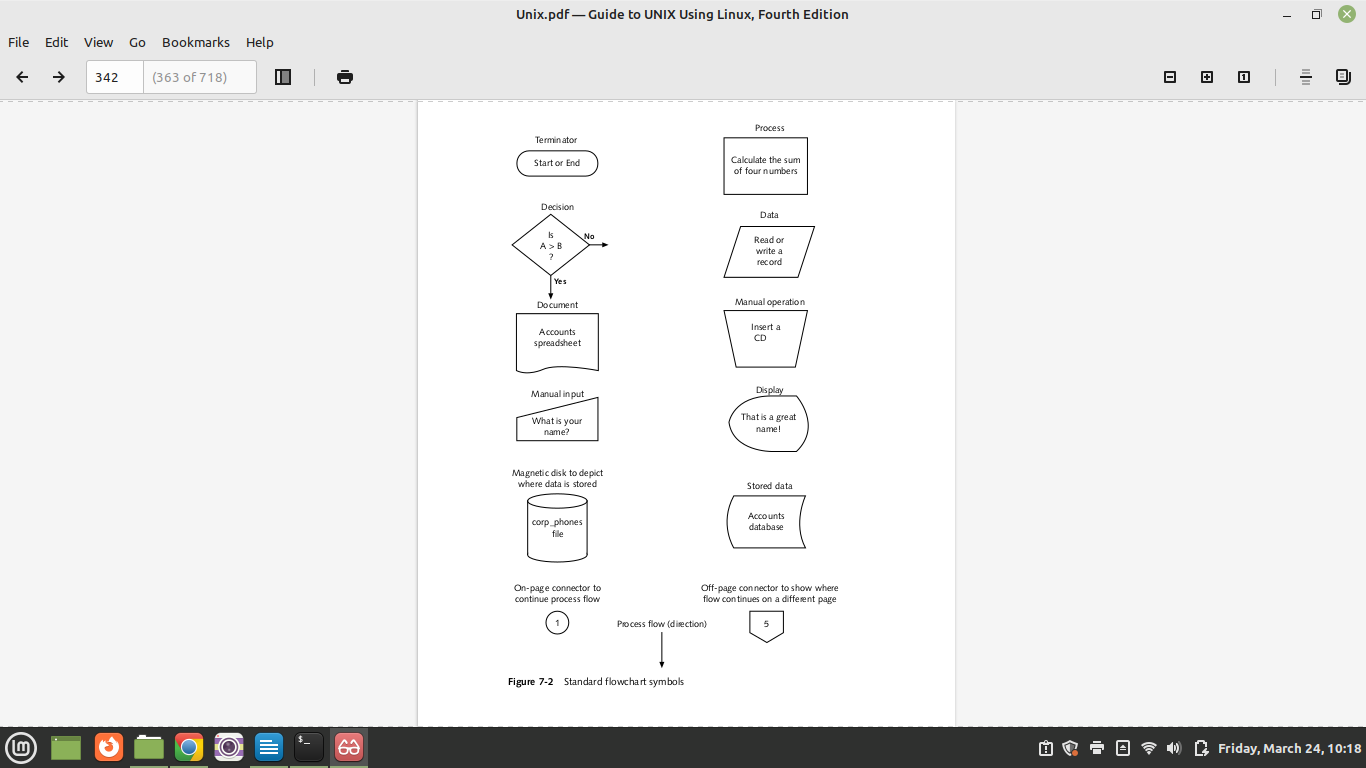 Unix.pdf — Guide to UNIX Using Linux, Fourth Edition
File Edit View Go Bookmarks Help
342 (363 of 718)
Terminator
Start or End
Process
Calculate the sum
of four numbers
Decision
Is
A > B
?
No
Yes
Data
Read or
write a
record
Document
Accounts
spreadsheet
Manual operation
Insert a
CD
Manual input
What is your
name?
Display
That is a great
name!
Magnetic disk to depict
where data is stored
corp_phones
file
Stored data
Accounts
database
On-page connector to
continue process flow
1
Off-page connector to show where
flow continues on a different page
5
Process flow (direction)
Figure 7-2 Standard flowchart symbols
Friday, March 24, 10:18